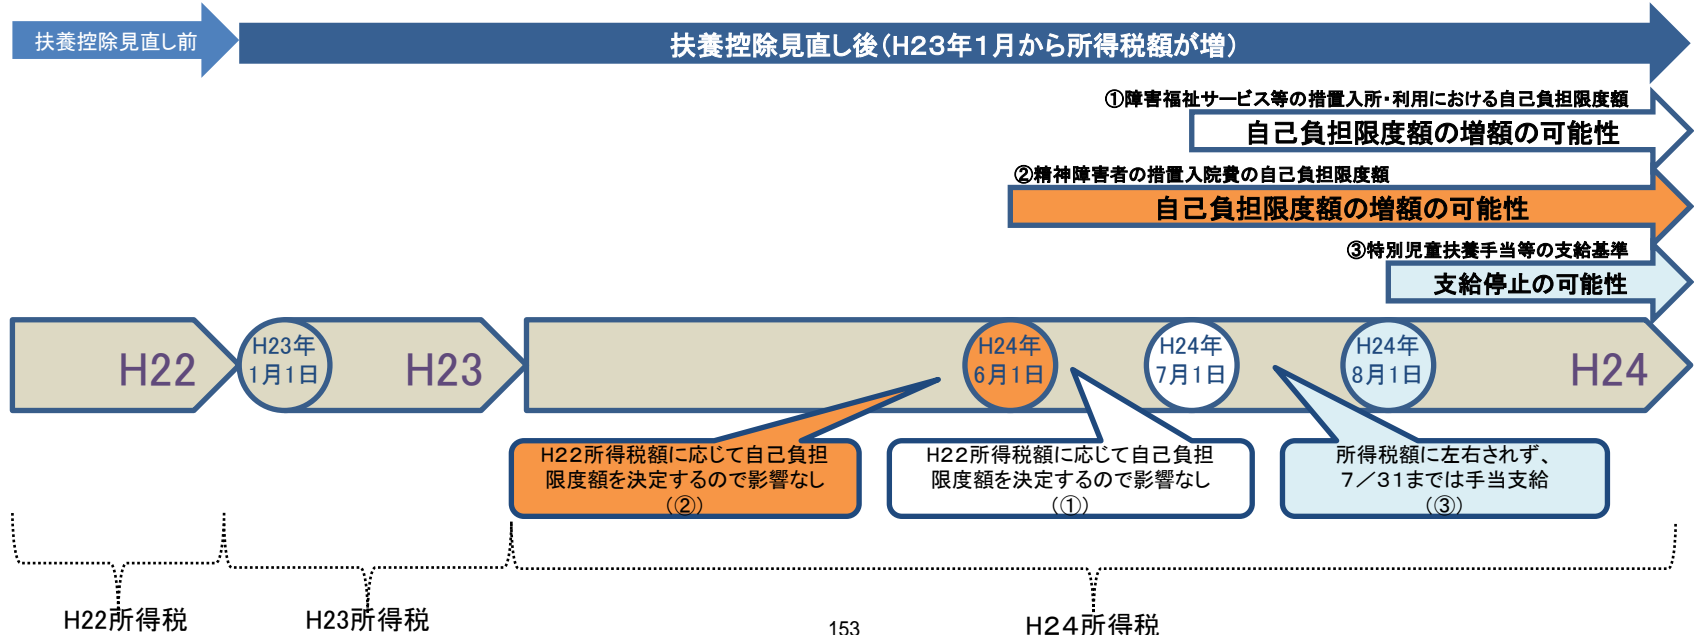 扶養控除見直し前
扶養控除見直し後（H23年1月から所得税額が増）
①障害福祉サービス等の措置入所・利用における自己負担限度額
自己負担限度額の増額の可能性
②精神障害者の措置入院費の自己負担限度額
自己負担限度額の増額の可能性
③特別児童扶養手当等の支給基準
支給停止の可能性
H22
H23年
1月1日
H23
H24年
6月1日
H24年
7月1日
H24年
8月1日
H24
H22所得税額に応じて自己負担
限度額を決定するので影響なし
（②）
H22所得税額に応じて自己負担
限度額を決定するので影響なし
（①）
所得税額に左右されず、
7／31までは手当支給
（③）
H22所得税
H23所得税
H24所得税
153